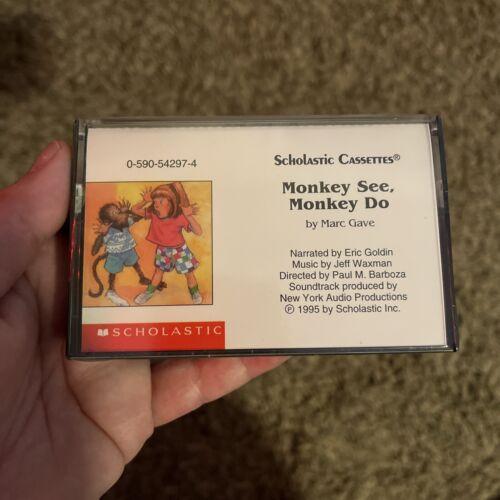 0-590-54297-4
SCHOLASTIC
Scholastic Cassettes®
Monkey See,
Monkey Do
by Marc Gave
Narrated by Eric Goldin
Music by Jeff Waxman
Directed by Paul M. Barboza
Soundtrack produced by
New York Audio Productions
℗ 1995 by Scholastic Inc.